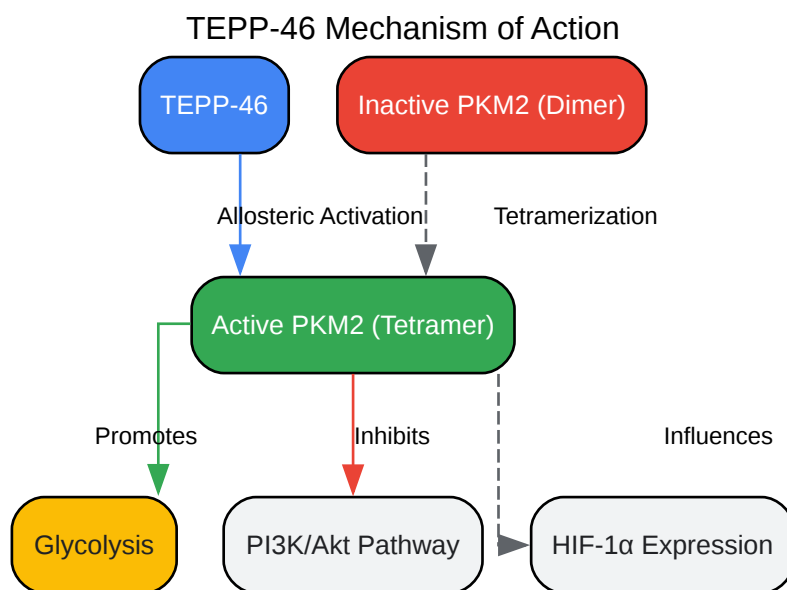 TEPP-46 Mechanism of Action
TEPP-46
Inactive PKM2 (Dimer)
Allosteric Activation
Tetramerization
Active PKM2 (Tetramer)
Promotes
Inhibits
Influences
Glycolysis
PI3K/Akt Pathway
HIF-1α Expression